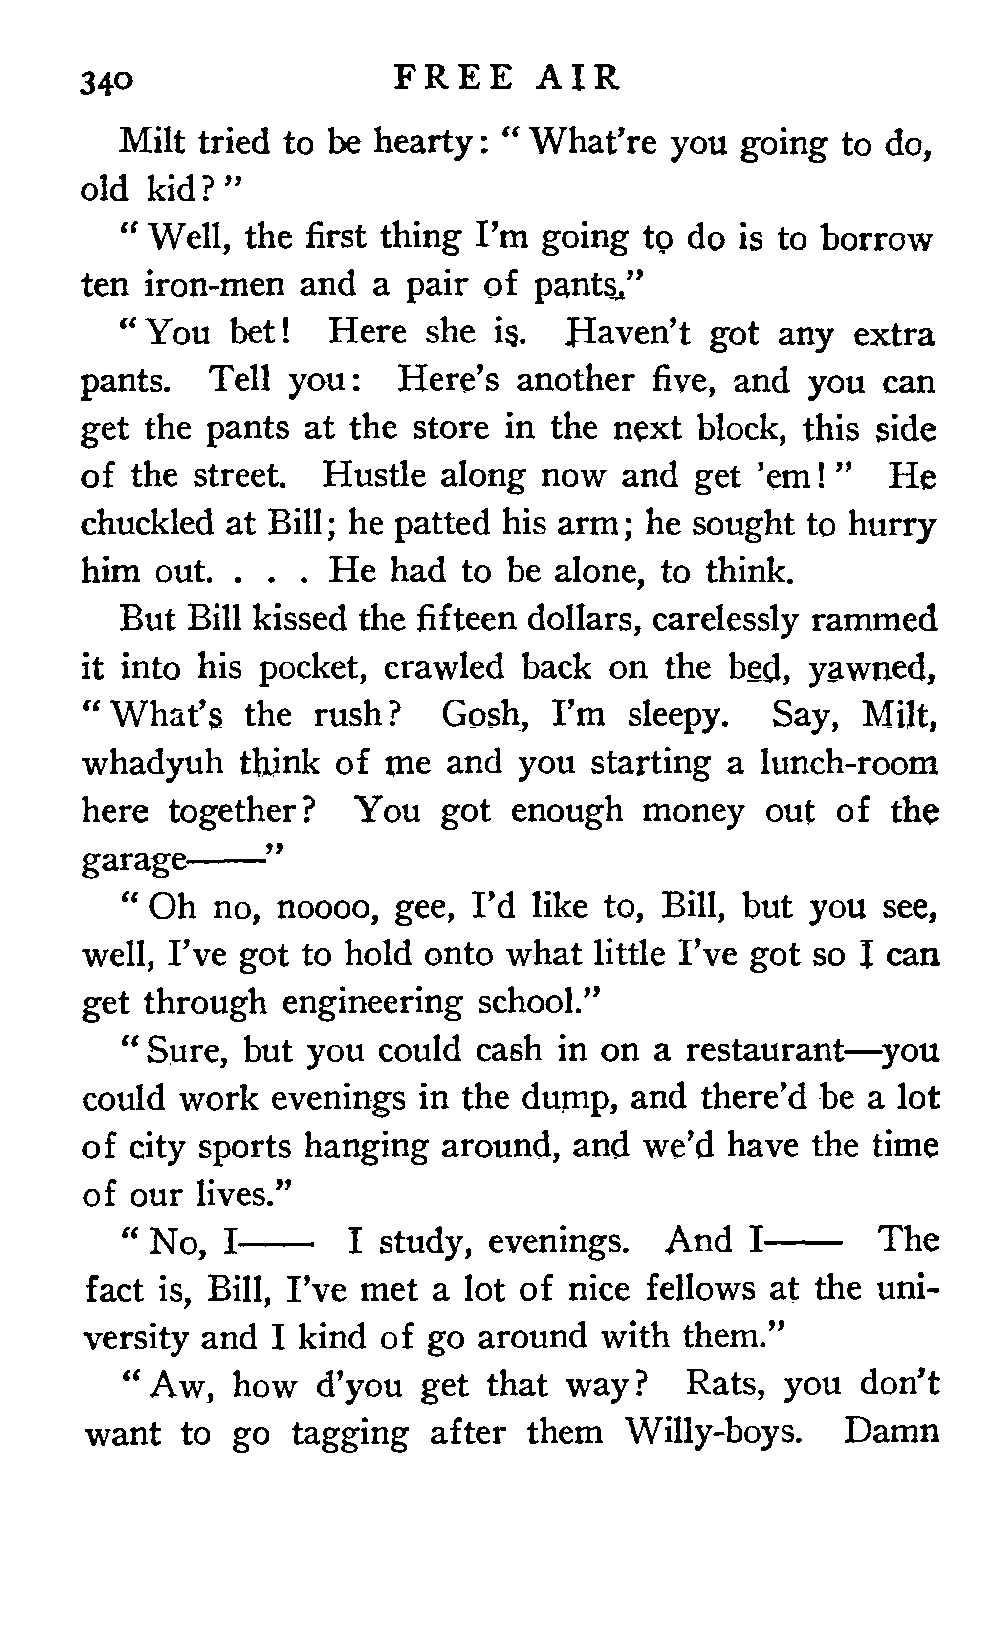 340 FREE AIR
Milt tried to be hearty: " What're you going to do,
old kid? "
" Well, the first thing I'm going to do is to borrow
ten iron-men and a pair of pants."
" You bet! Here she is. Haven't got any extra
pants. Tell you: Here's another five, and you can
get the pants at the store in the next block, this side
of the street. Hustle along now and get 'em! " He
chuckled at Bill; he patted his arm; he sought to hurry
him out. . . . He had to be alone, to think.
But Bill kissed the fifteen dollars, carelessly rammed
it into his pocket, crawled back on the bed, yawned,
" What's the rush? Gosh, I'm sleepy. Say, Milt,
whadyuh think of me and you starting a lunch-room
here together? You got enough money out of the
garage——"
" Oh no, noooo, gee, I'd like to, Bill, but you see,
well, I've got to hold onto what little I've got so I can
get through engineering school."
" Sure, but you could cash in on a restaurant—you
could work evenings in the dump, and there'd be a lot
of city sports hanging around, and we'd have the time
of our lives."
" No, I—— I study, evenings. And I—— The
fact is, Bill, I've met a lot of nice fellows at the uni-
versity and I kind of go around with them."
" Aw, how d'you get that way? Rats, you don't
want to go tagging after them Willy-boys. Damn